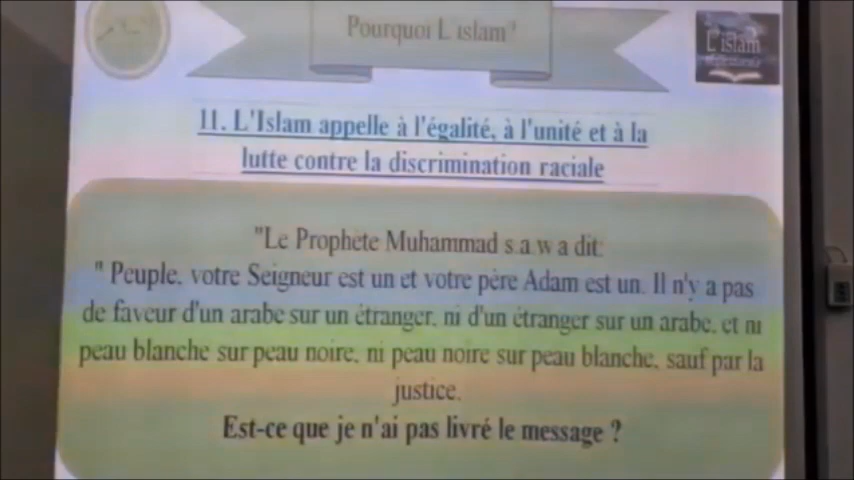 Pourquoi L'islam?
L'islam
11. L'Islam appelle à l'égalité, à l'unité et à la
lutte contre la discrimination raciale
"Le Prophète Muhammad s.a.w a dit:
" Peuple, votre Seigneur est un et votre père Adam est un. Il n'y a pas
de faveur d'un arabe sur un étranger, ni d'un étranger sur un arabe, et ni
peau blanche sur peau noire, ni peau noire sur peau blanche, sauf par la
justice.
Est-ce que je n'ai pas livré le message ?